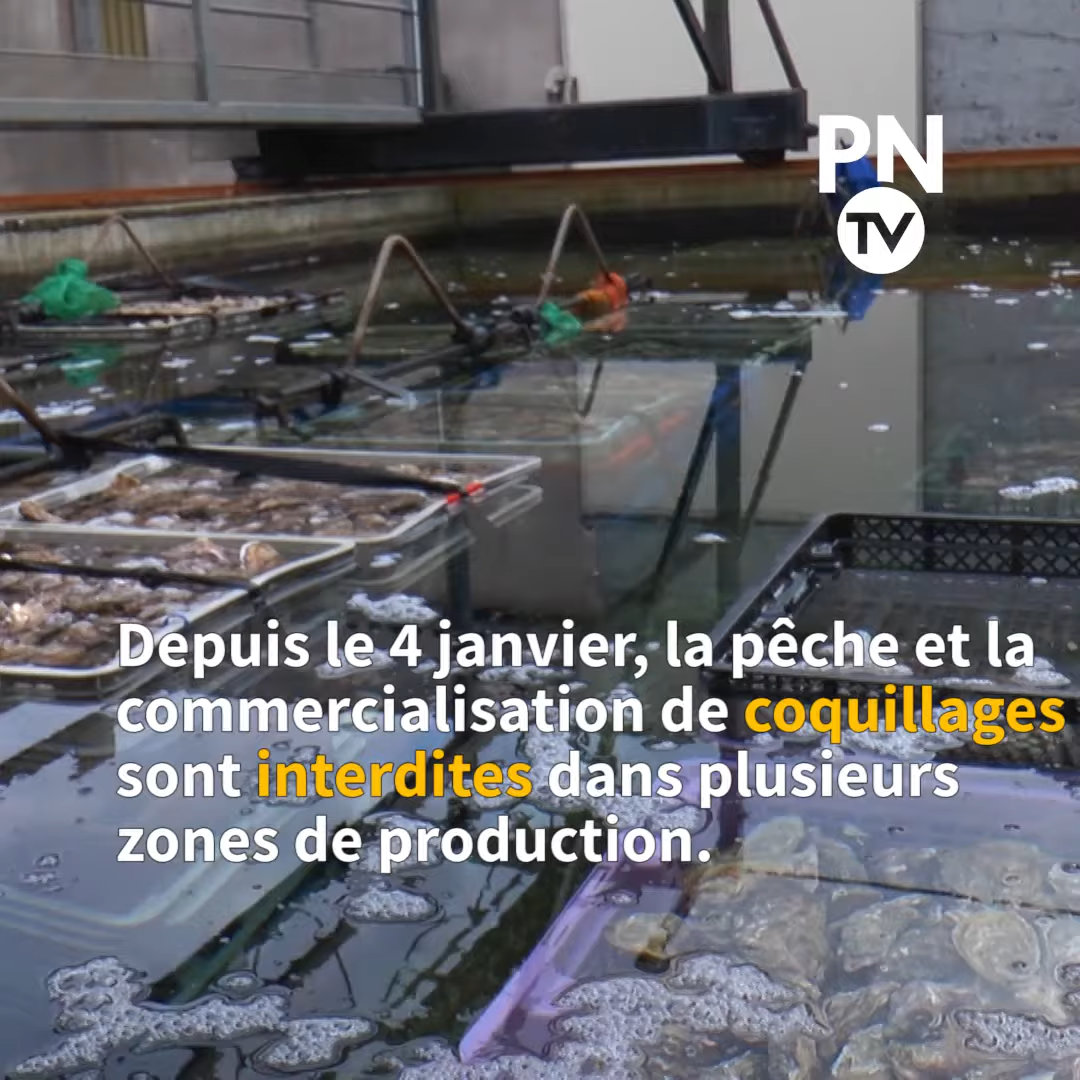 PN
TV
Depuis le 4 janvier, la pêche et la
commercialisation de coquillages
sont interdites dans plusieurs
zones de production.